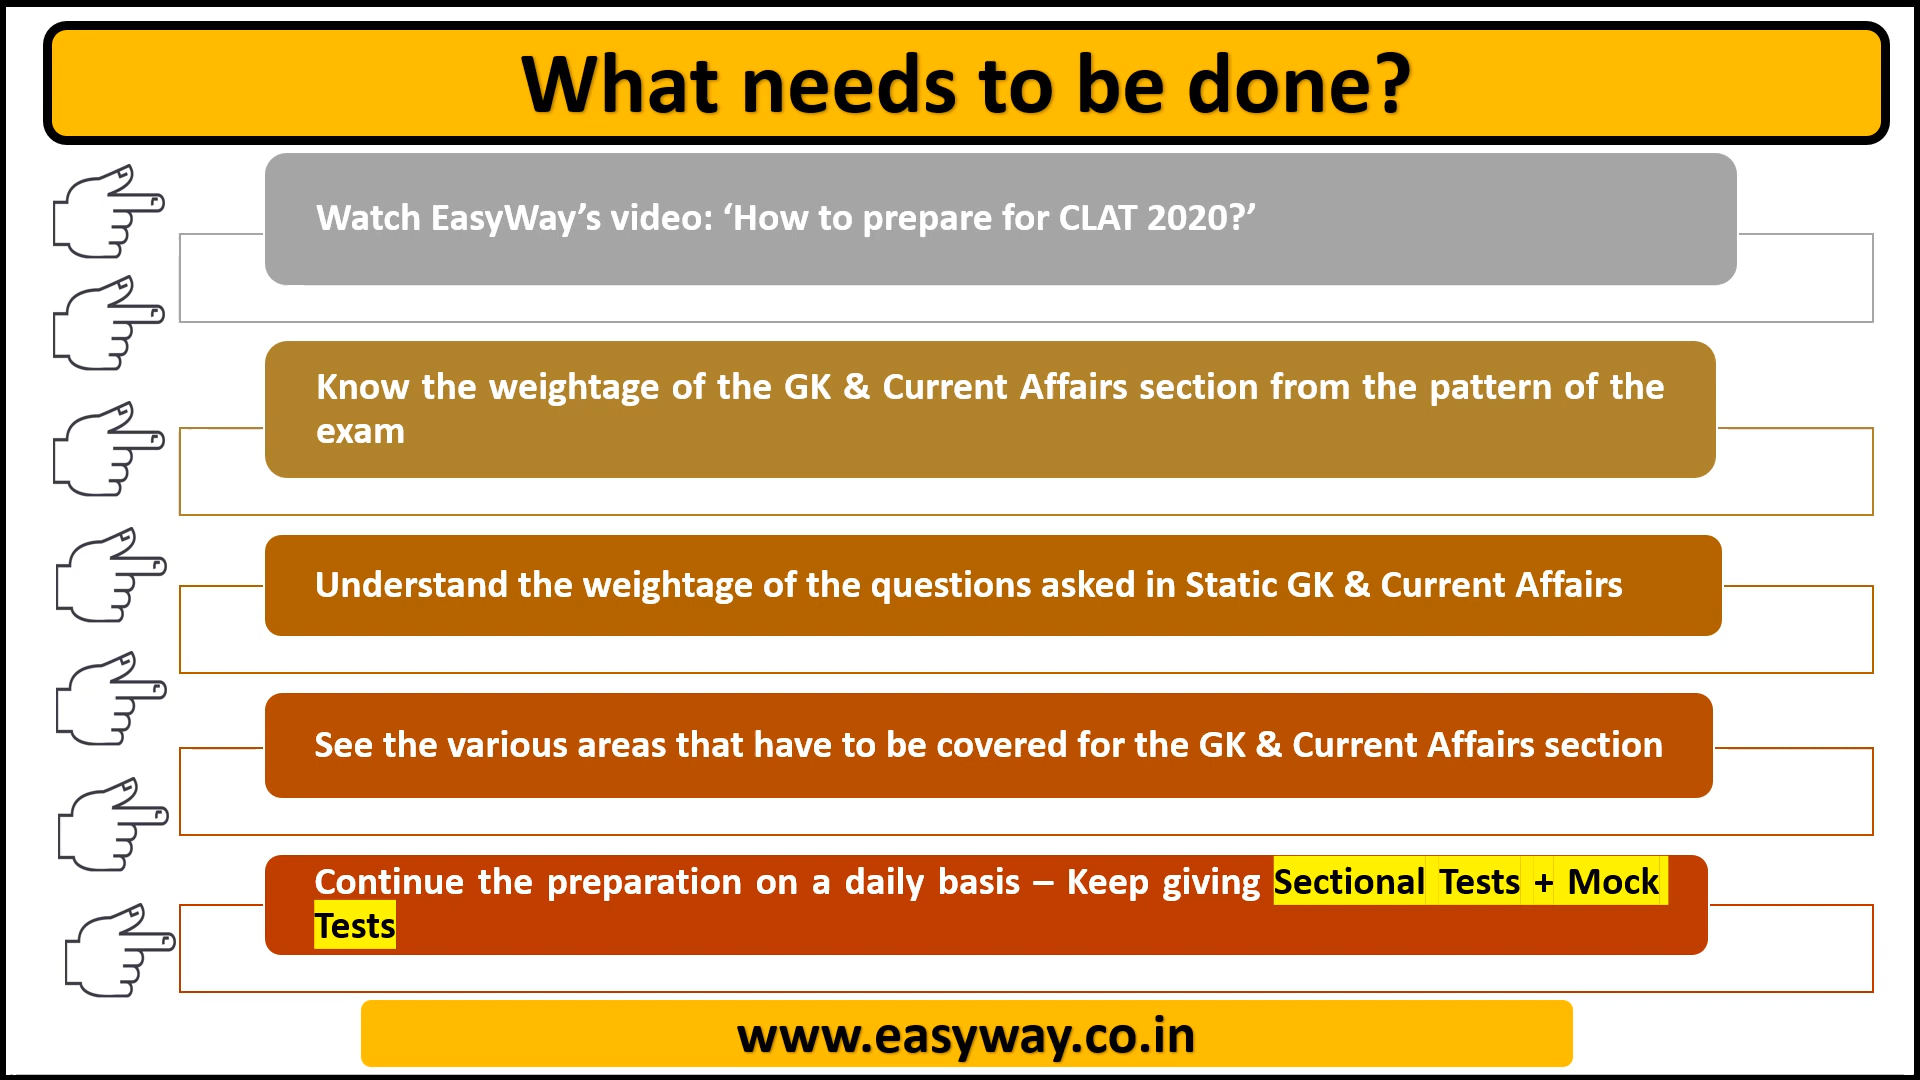 What needs to be done?
Watch EasyWay’s video: ‘How to prepare for CLAT 2020?’
Know the weightage of the GK & Current Affairs section from the pattern of the
exam
Understand the weightage of the questions asked in Static GK & Current Affairs
See the various areas that have to be covered for the GK & Current Affairs section
Continue the preparation on a daily basis – Keep giving Sectional Tests + Mock
Tests
www.easyway.co.in